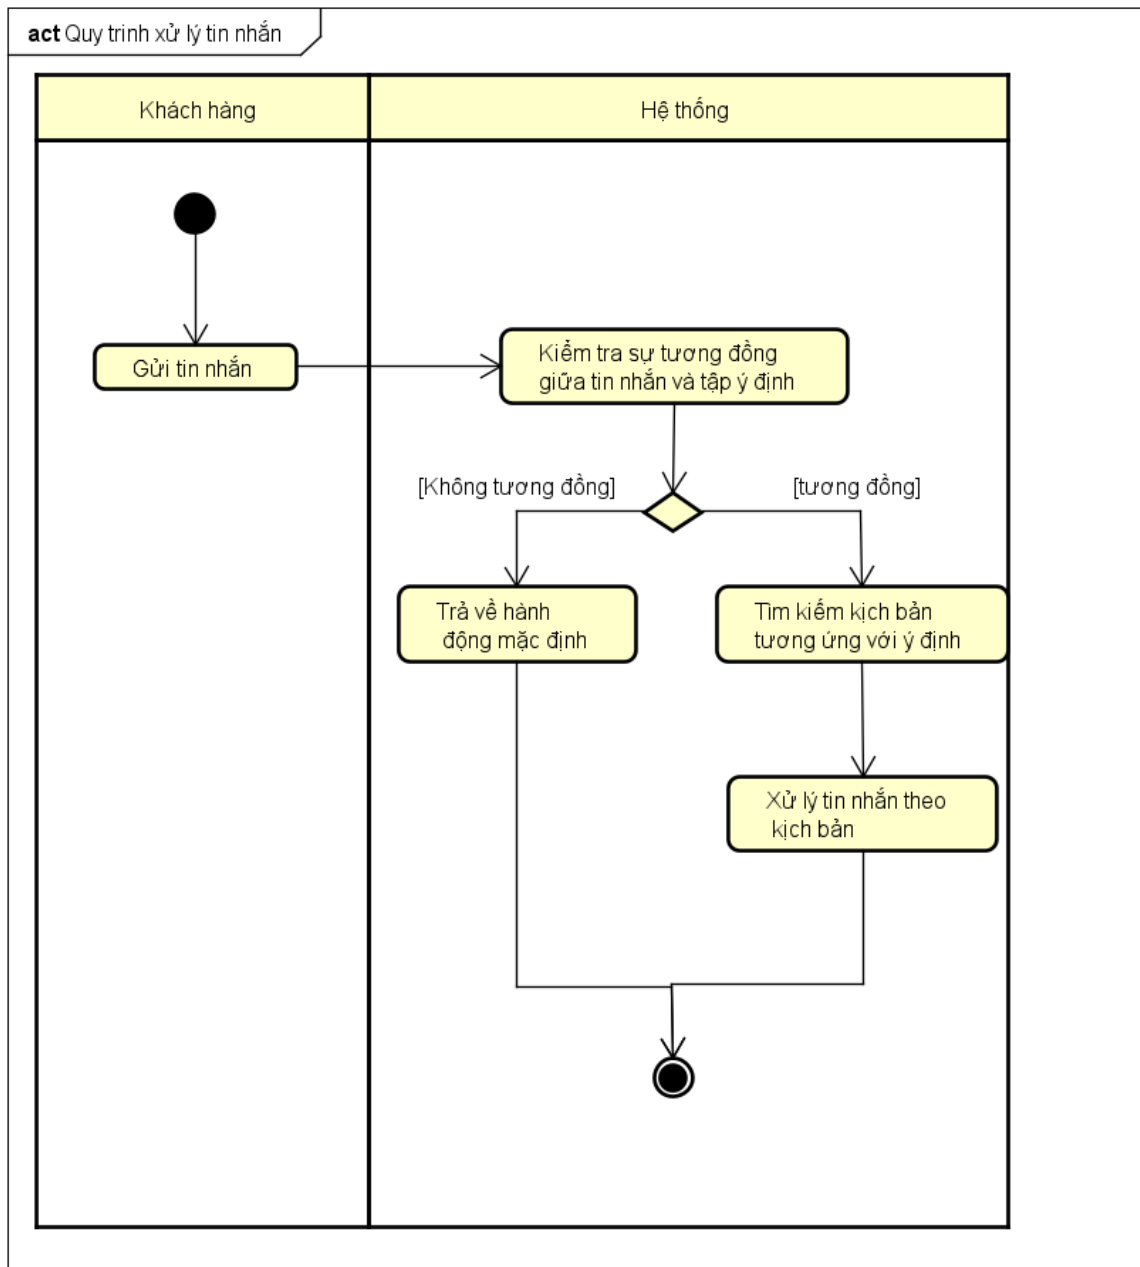 act Quy trinh xử lý tin nhắn
Khách hàng
Hệ thống
Gửi tin nhắn
Kiểm tra sự tương đồng
giữa tin nhắn và tập ý định
[Không tương đồng]
[tương đồng]
Trả về hành
động mặc định
Tìm kiếm kịch bản
tương ứng với ý định
Xử lý tin nhắn theo
kịch bản